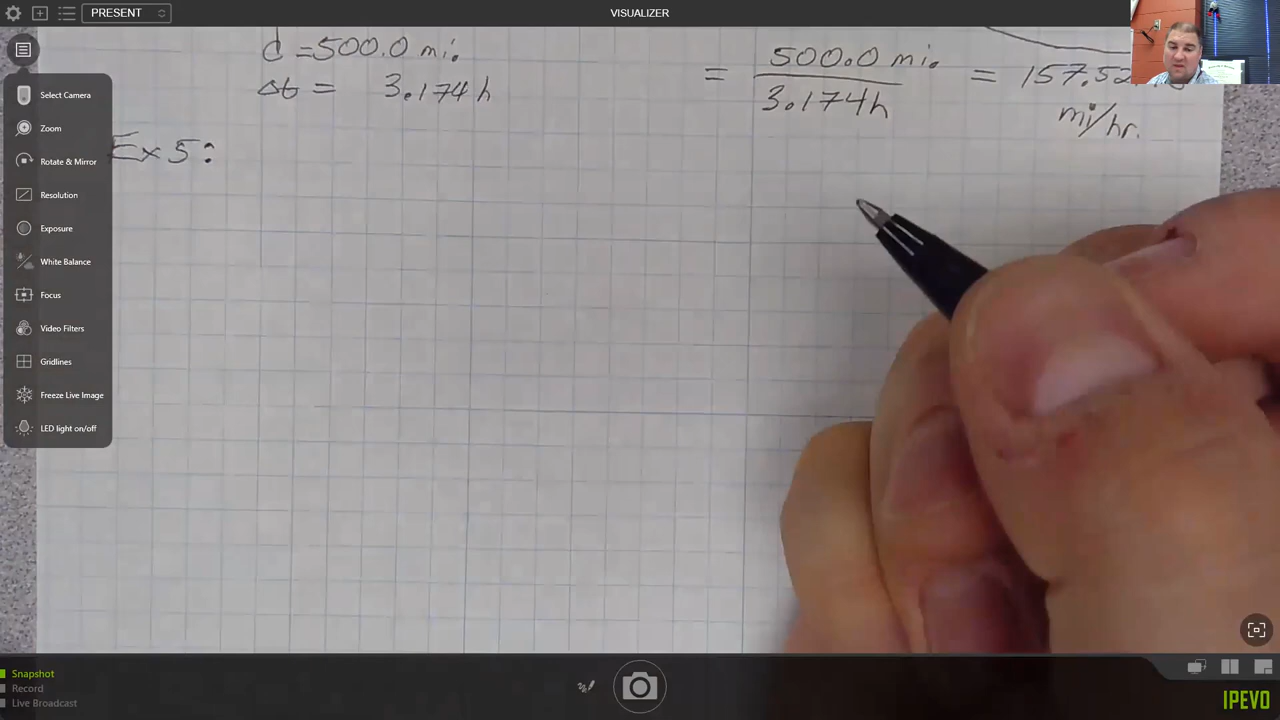 PRESENT
VISUALIZER
Select Camera
Zoom
Rotate & Mirror
Resolution
Exposure
White Balance
Focus
Video Filters
Gridlines
Freeze Live Image
LED light on/off
d = 500.0 mi.
Δt = 3.174 h
= 500.0 mi. =
3.174h
mi/hr.
Ex 5:
Snapshot
Record
Live Broadcast
IPEVO